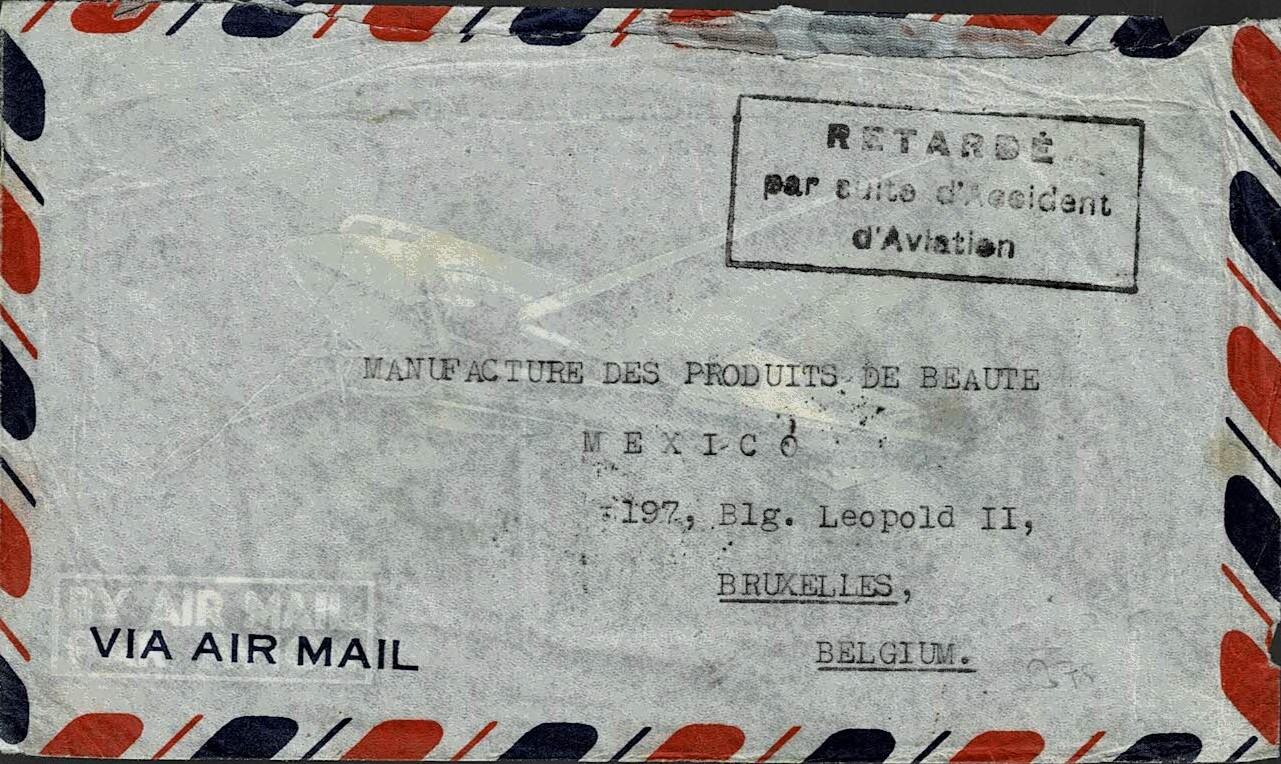 RETARDÉ
par suite d'Accident
d'Aviation
MANUFACTURE DES PRODUITS DE BEAUTE
MEXICO
197, Blg. Leopold II,
BRUXELLES,
BELGIUM.
BY AIR MAIL
VIA AIR MAIL